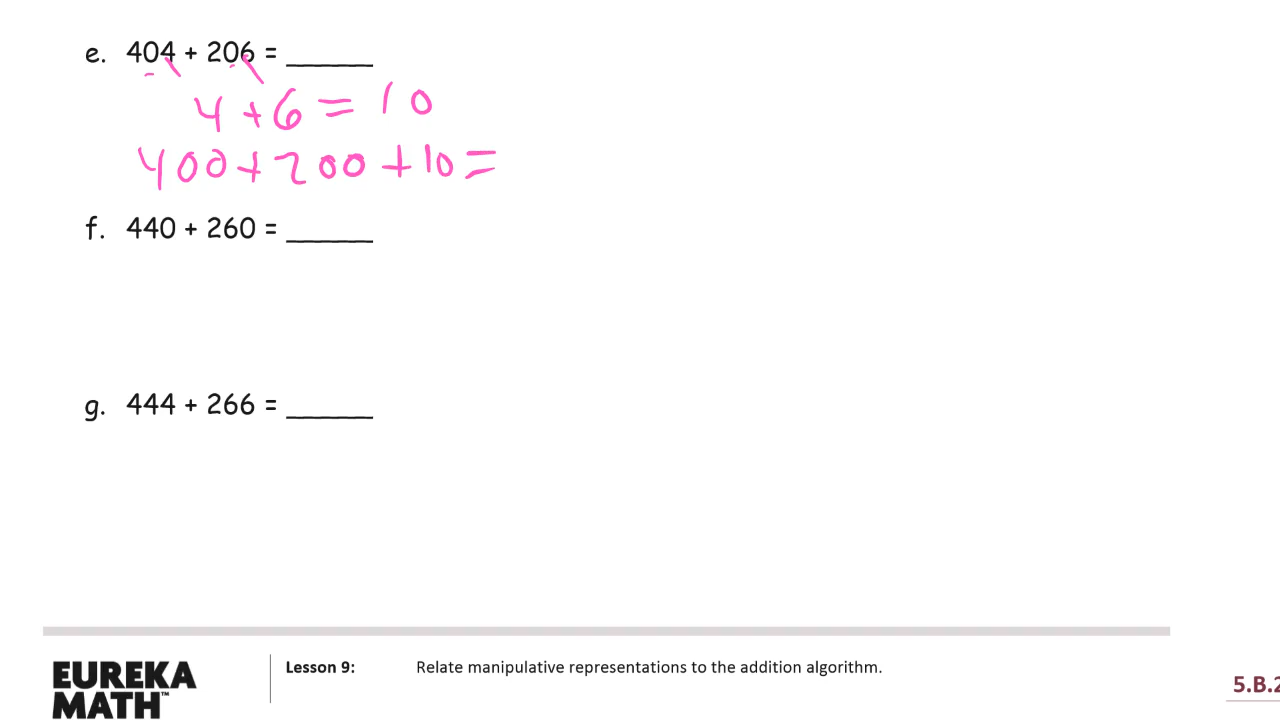 e. 404 + 206 = ______
4 + 6 = 10
400 + 200 + 10 =
f. 440 + 260 = ______
g. 444 + 266 = ______
EUREKA
MATH™
Lesson 9: Relate manipulative representations to the addition algorithm.
5.B.2